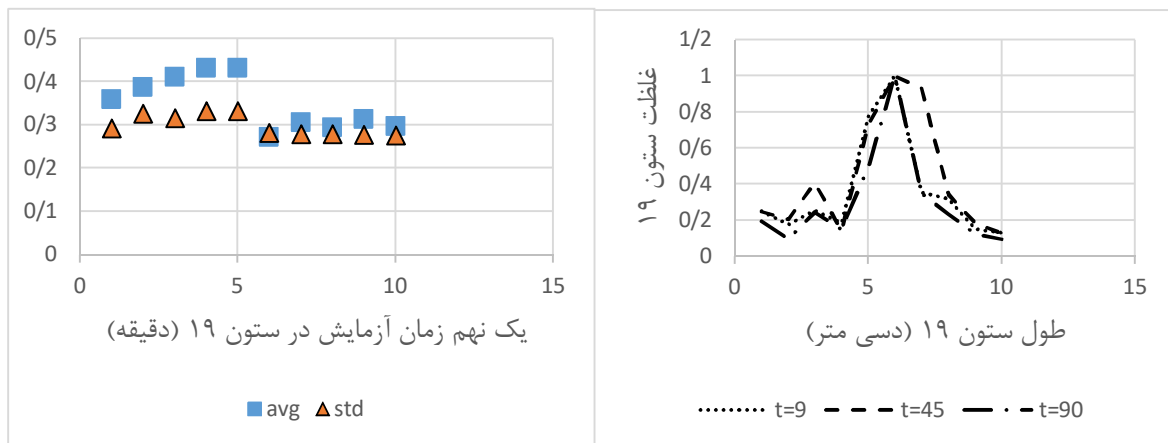 0/5
0/4
0/3
0/2
0/1
0
0 5 10 15
یک نهم زمان آزمایش در ستون ۱۹ (دقیقه)
avg std
1/2
1
0/8
0/6
0/4
0/2
0
غلظت ستون ۱۹
0 5 10 15
طول ستون ۱۹ (دسی متر)
t=9 t=45 t=90